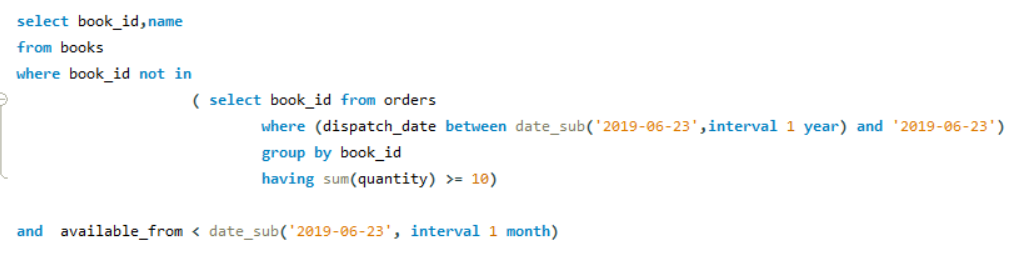 select book_id,name
from books
where book_id not in
( select book_id from orders
where (dispatch_date between date_sub('2019-06-23',interval 1 year) and '2019-06-23')
group by book_id
having sum(quantity) >= 10)
and available_from < date_sub('2019-06-23', interval 1 month)